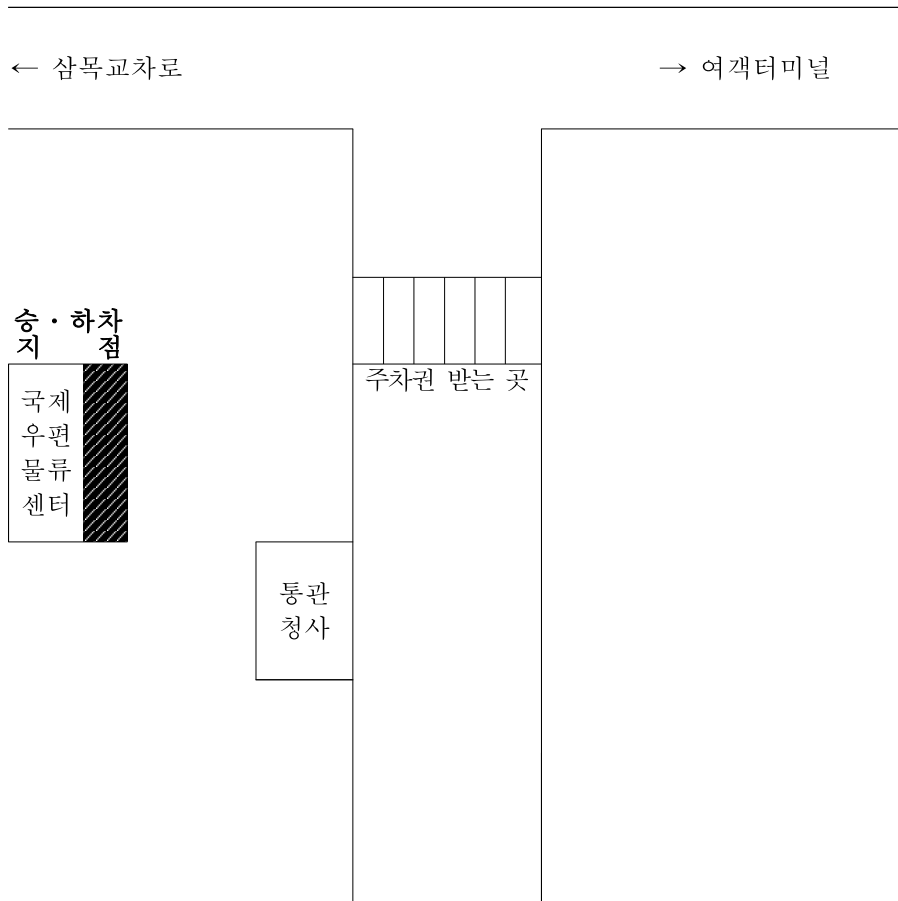 ← 삼목교차로
→ 여객터미널
승·하차
지 점
국제
우편
물류
센터
주차권 받는 곳
통관
청사